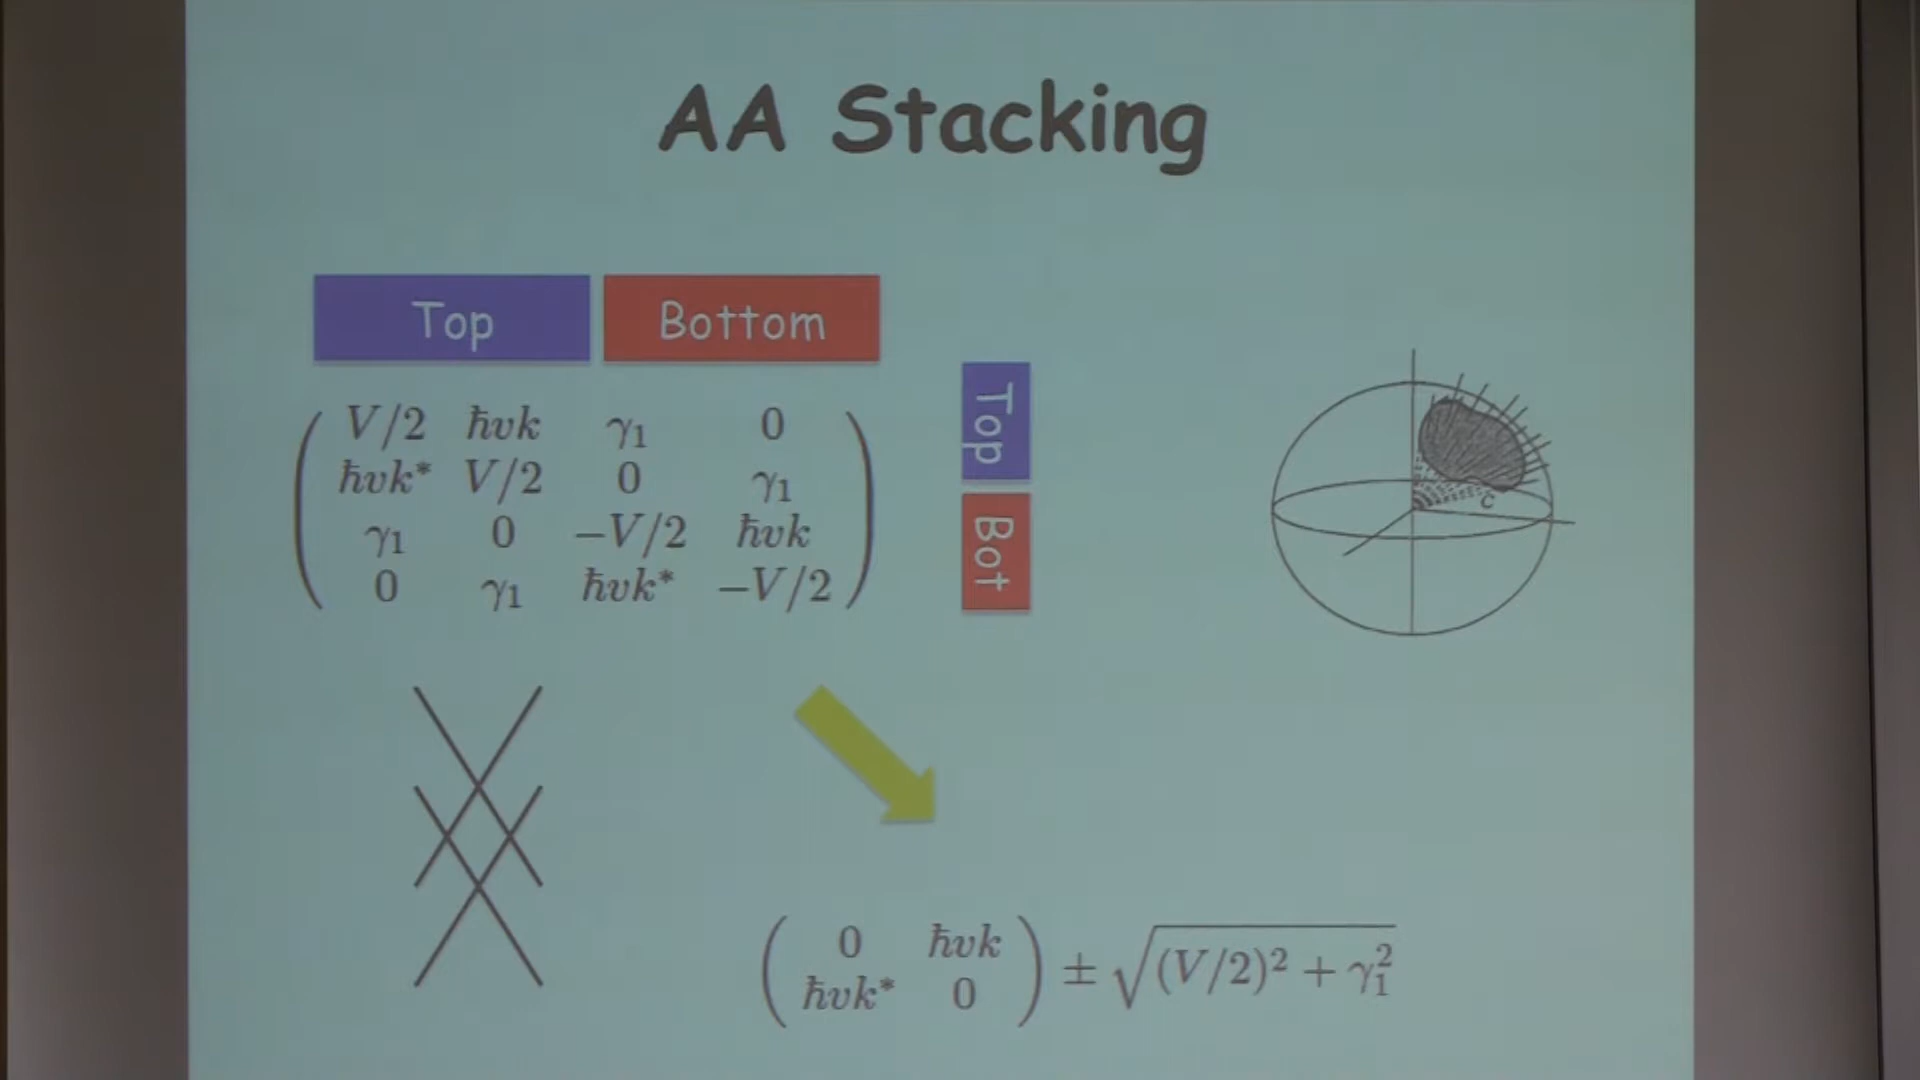 AA Stacking
Top Bottom
V/2 ħvk γ₁ 0
ħvk* V/2 0 γ₁
γ₁ 0 −V/2 ħvk
0 γ₁ ħvk* −V/2
Top
Bot
c
( 0 ħvk ) ± √(V/2)² + γ₁²
ħvk* 0